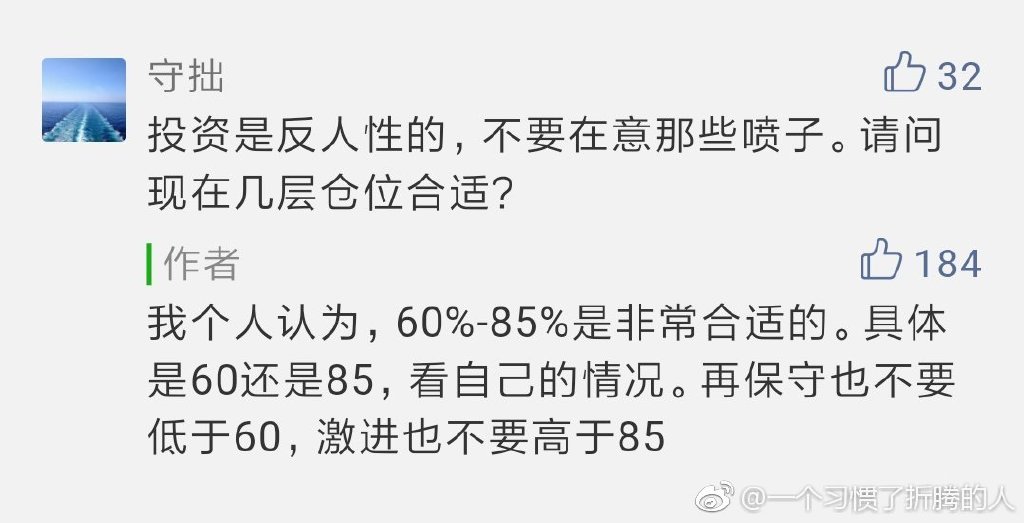 守拙
32
投资是反人性的，不要在意那些喷子。请问
现在几层仓位合适?
作者
184
我个人认为，60%-85%是非常合适的。具体
是60还是85，看自己的情况。再保守也不要
低于60，激进也不要高于85
@一个习惯了折腾的人